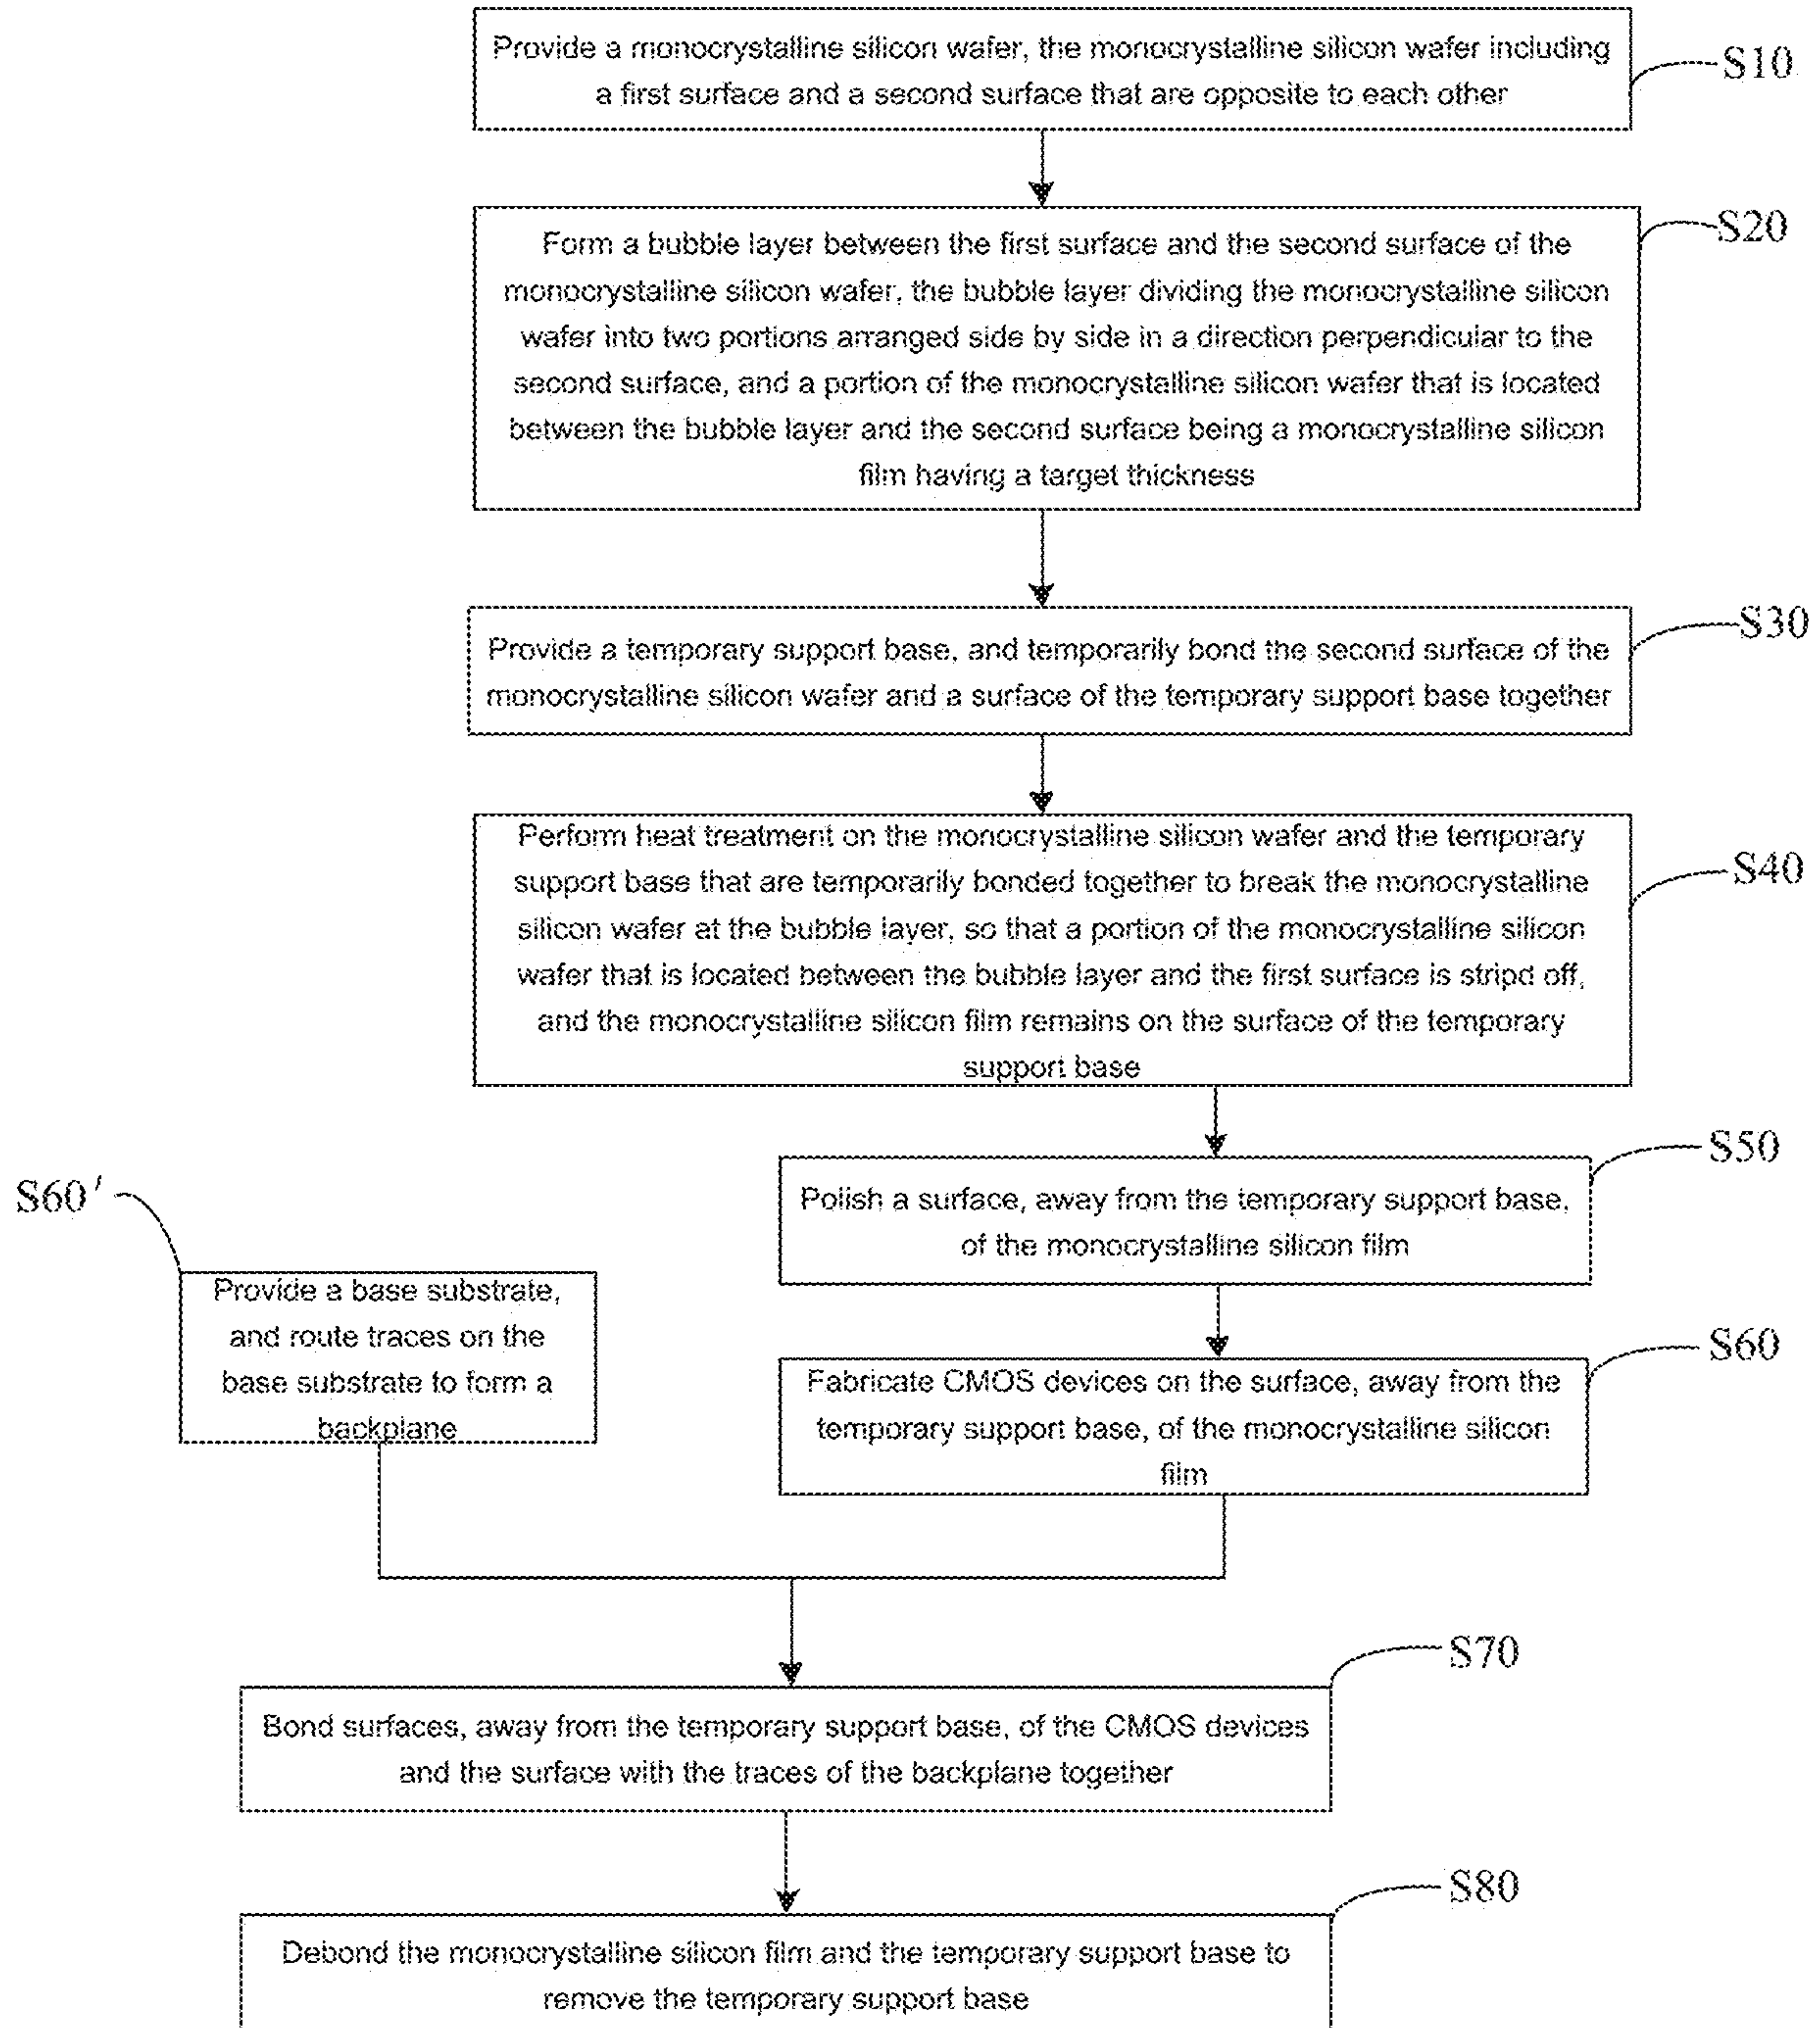 Provide a monocrystalline silicon wafer, the monocrystalline silicon wafer including
a first surface and a second surface that are opposite to each other
S10
Form a bubble layer between the first surface and the second surface of the
monocrystalline silicon wafer, the bubble layer dividing the monocrystalline silicon
wafer into two portions arranged side by side in a direction perpendicular to the
second surface, and a portion of the monocrystalline silicon wafer that is located
between the bubble layer and the second surface being a monocrystalline silicon
film having a target thickness
S20
Provide a temporary support base, and temporarily bond the second surface of the
monocrystalline silicon wafer and a surface of the temporary support base together
S30
Perform heat treatment on the monocrystalline silicon wafer and the temporary
support base that are temporarily bonded together to break the monocrystalline
silicon wafer at the bubble layer, so that a portion of the monocrystalline silicon
wafer that is located between the bubble layer and the first surface is stripd off,
and the monocrystalline silicon film remains on the surface of the temporary
support base
S40
Polish a surface, away from the temporary support base,
of the monocrystalline silicon film
S50
S60'
Provide a base substrate,
and route traces on the
base substrate to form a
backplane
Fabricate CMOS devices on the surface, away from the
temporary support base, of the monocrystalline silicon
film
S60
Bond surfaces, away from the temporary support base, of the CMOS devices
and the surface with the traces of the backplane together
S70
Debond the monocrystalline silicon film and the temporary support base to
remove the temporary support base
S80